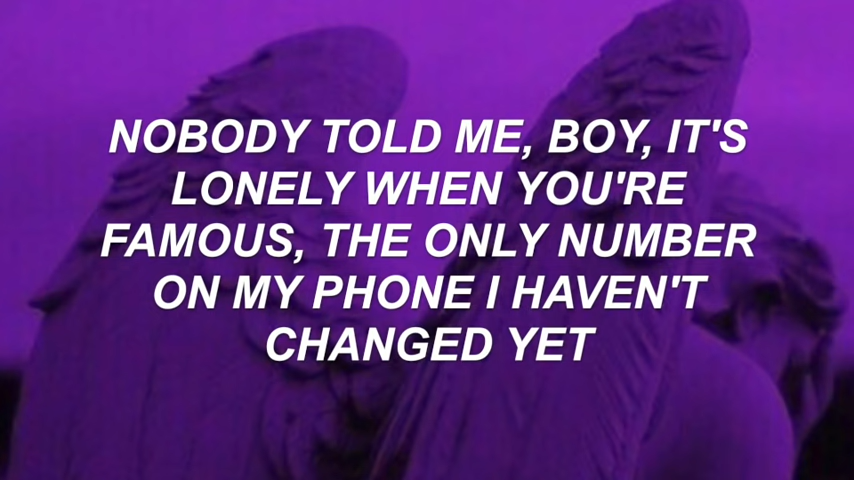 NOBODY TOLD ME, BOY, IT'S
LONELY WHEN YOU'RE
FAMOUS, THE ONLY NUMBER
ON MY PHONE I HAVEN'T
CHANGED YET